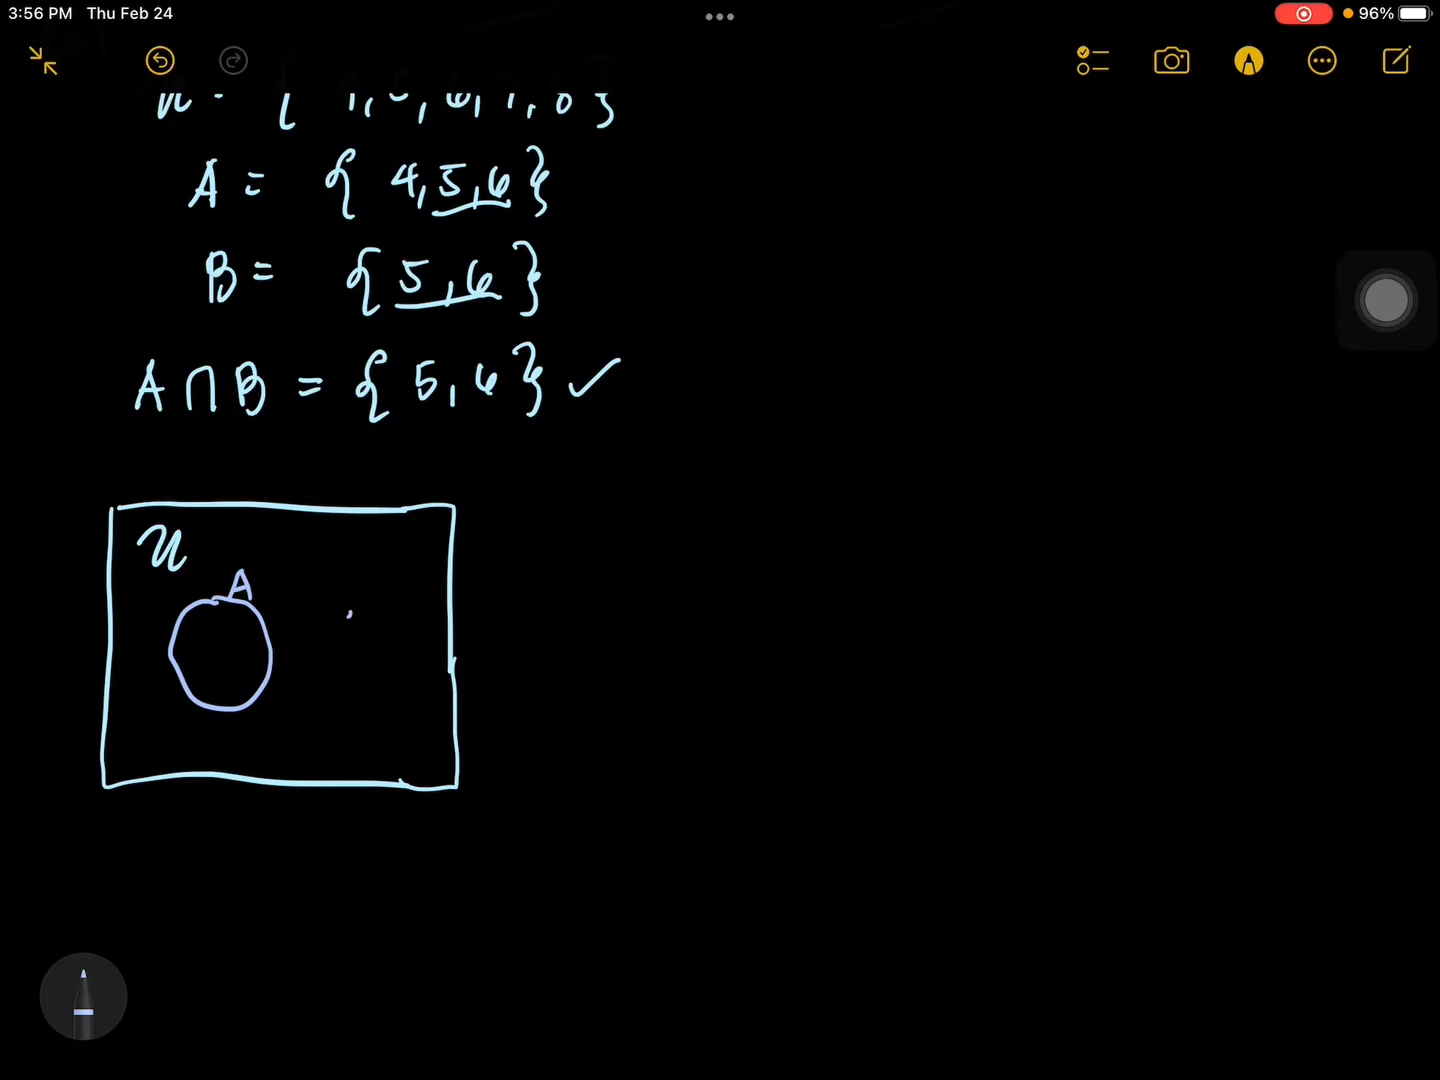 3:56 PM Thu Feb 24
96%
A = { 4, 5, 6 }
B = { 5, 6 }
A ∩ B = { 5, 6 } ✓
U
A